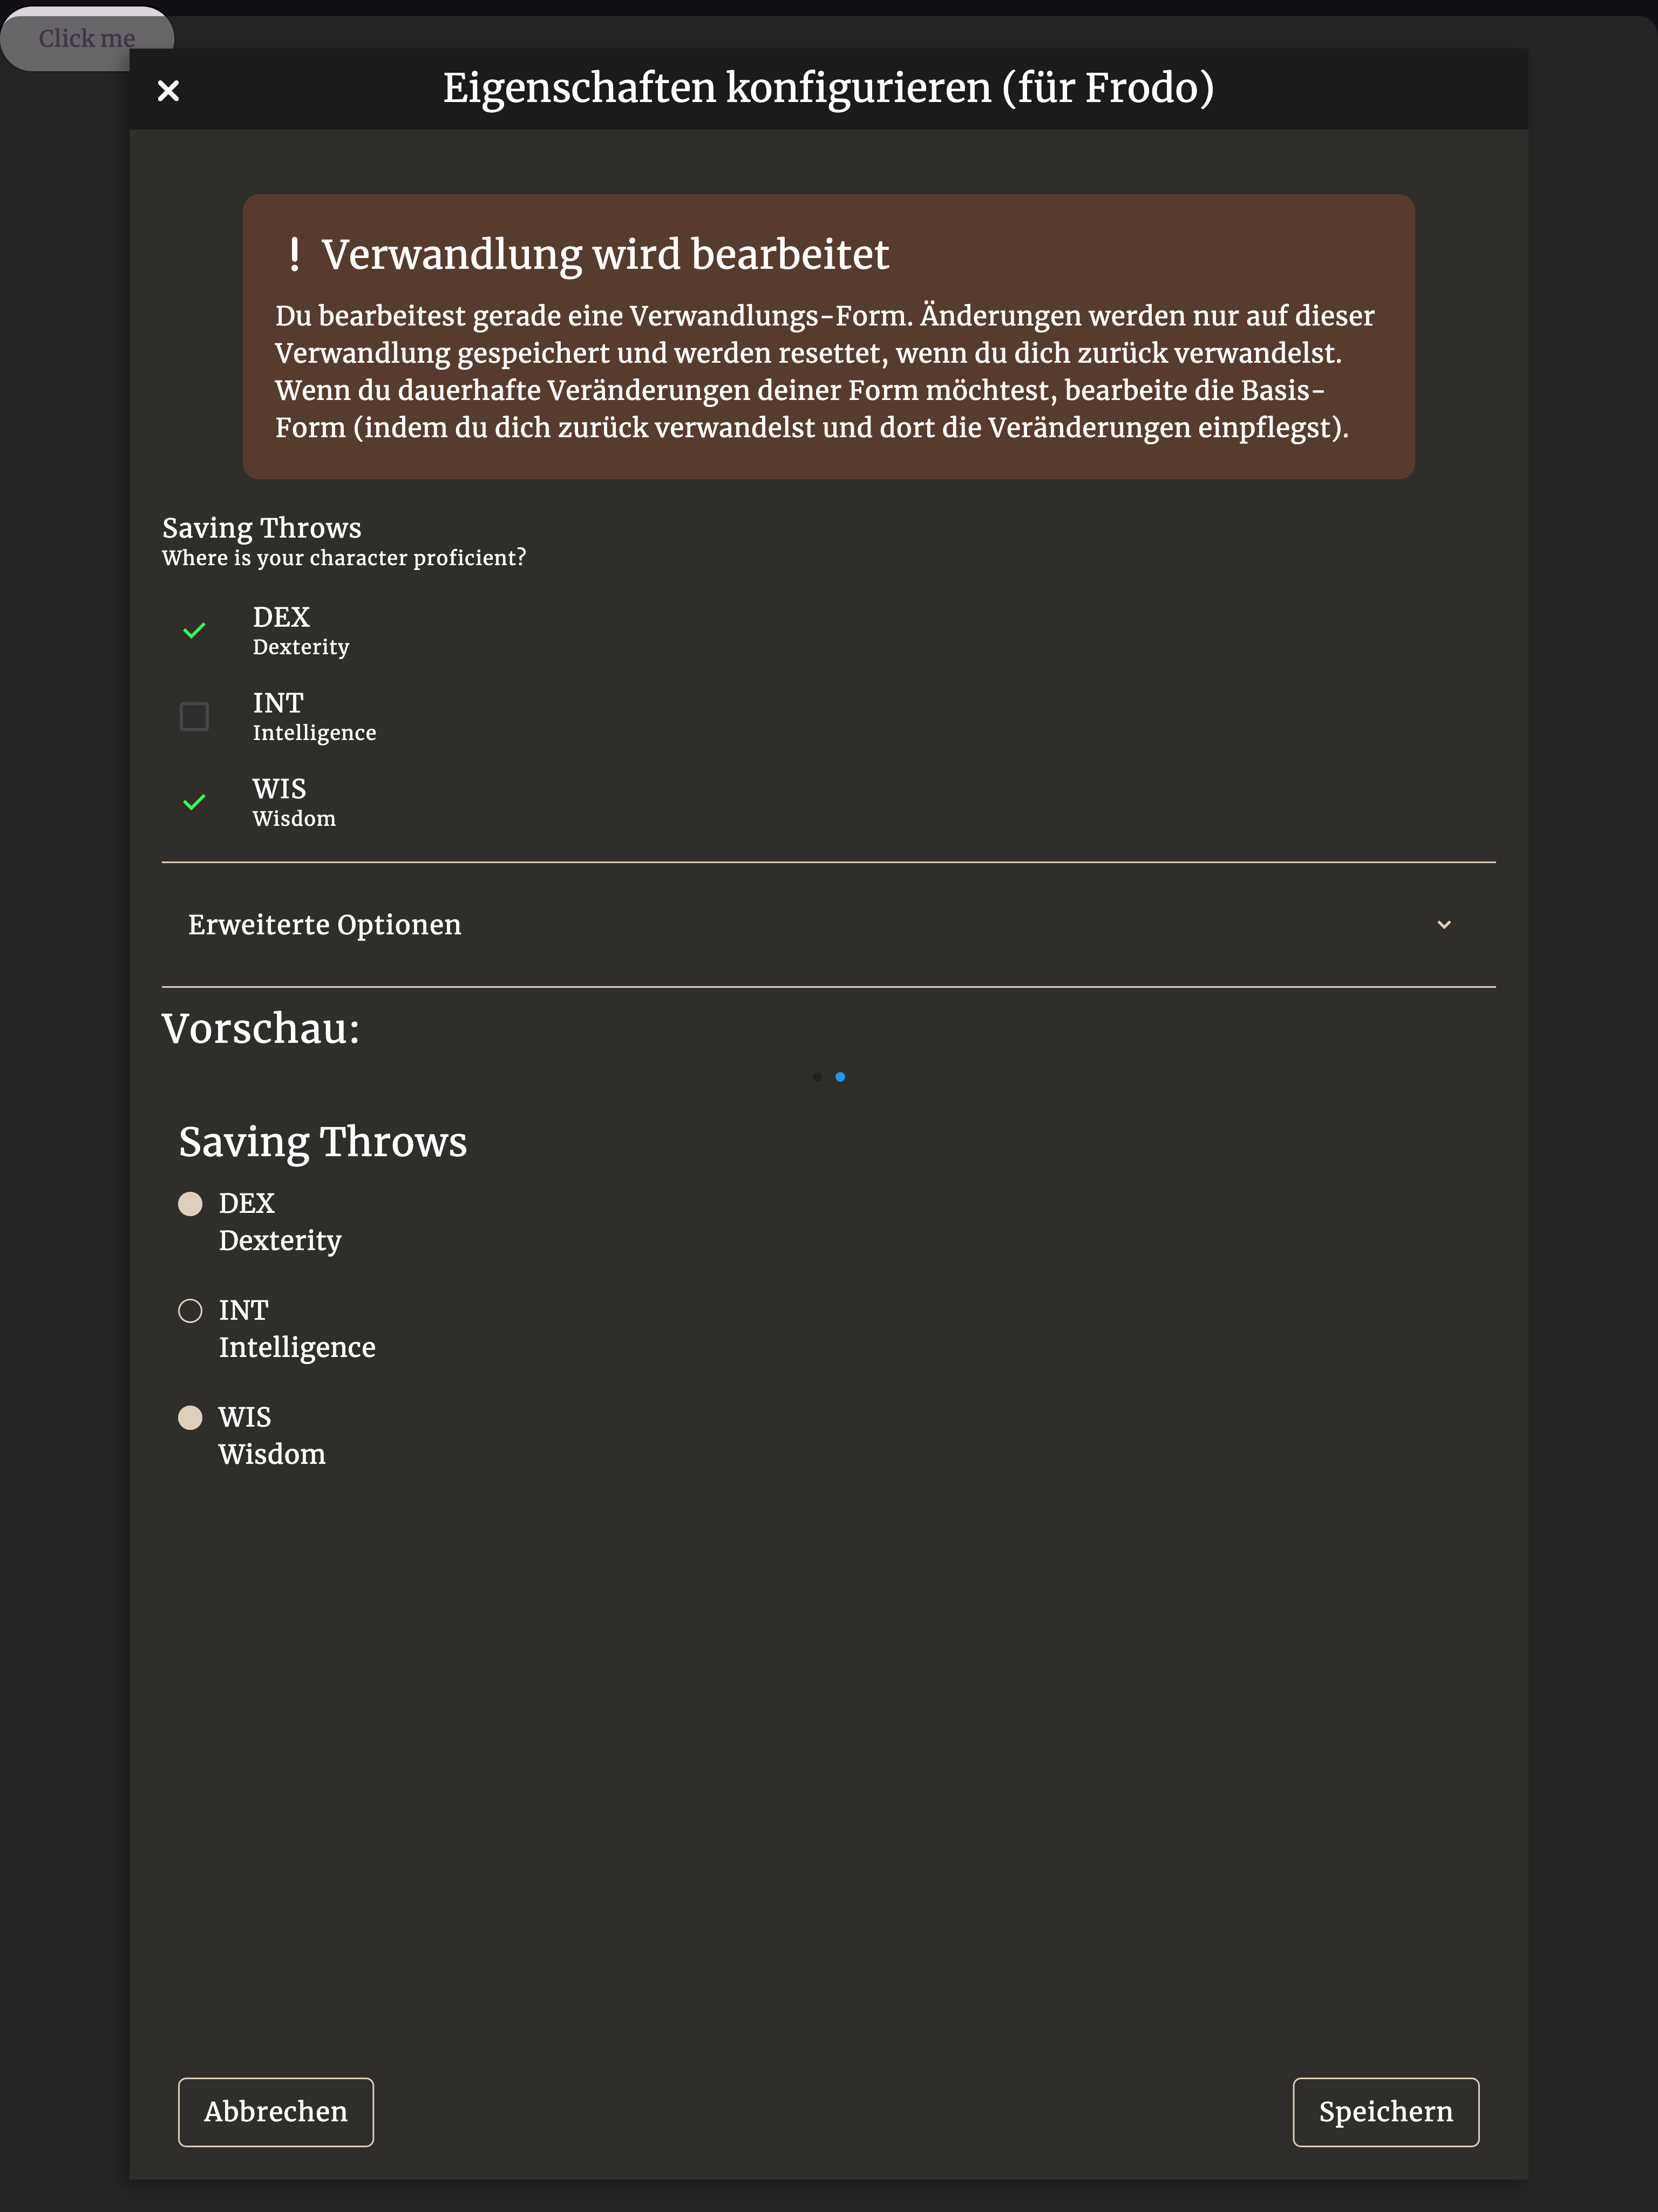 Click me
Eigenschaften konfigurieren (für Frodo)
! Verwandlung wird bearbeitet
Du bearbeitest gerade eine Verwandlungs-Form. Änderungen werden nur auf dieser
Verwandlung gespeichert und werden resettet, wenn du dich zurück verwandelst.
Wenn du dauerhafte Veränderungen deiner Form möchtest, bearbeite die Basis-
Form (indem du dich zurück verwandelst und dort die Veränderungen einpflegst).
Saving Throws
Where is your character proficient?
DEX
Dexterity
INT
Intelligence
WIS
Wisdom
Erweiterte Optionen
Vorschau:
Saving Throws
DEX
Dexterity
INT
Intelligence
WIS
Wisdom
Abbrechen
Speichern